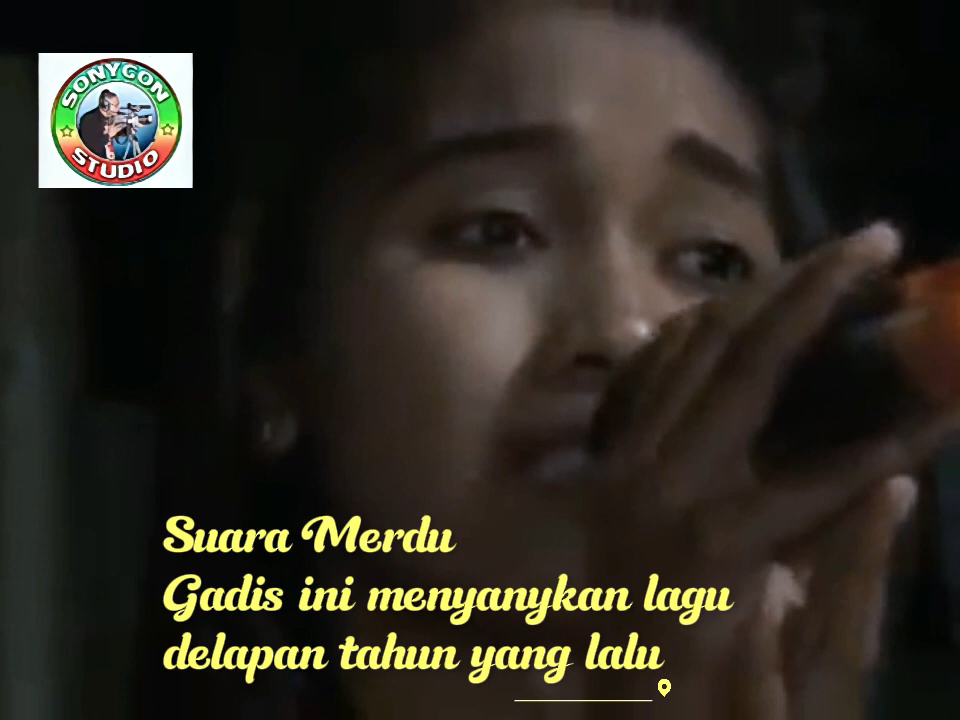 SONYCON
STUDIO
Suara Merdu
Gadis ini menyanykan lagu
delapan tahun yang lalu